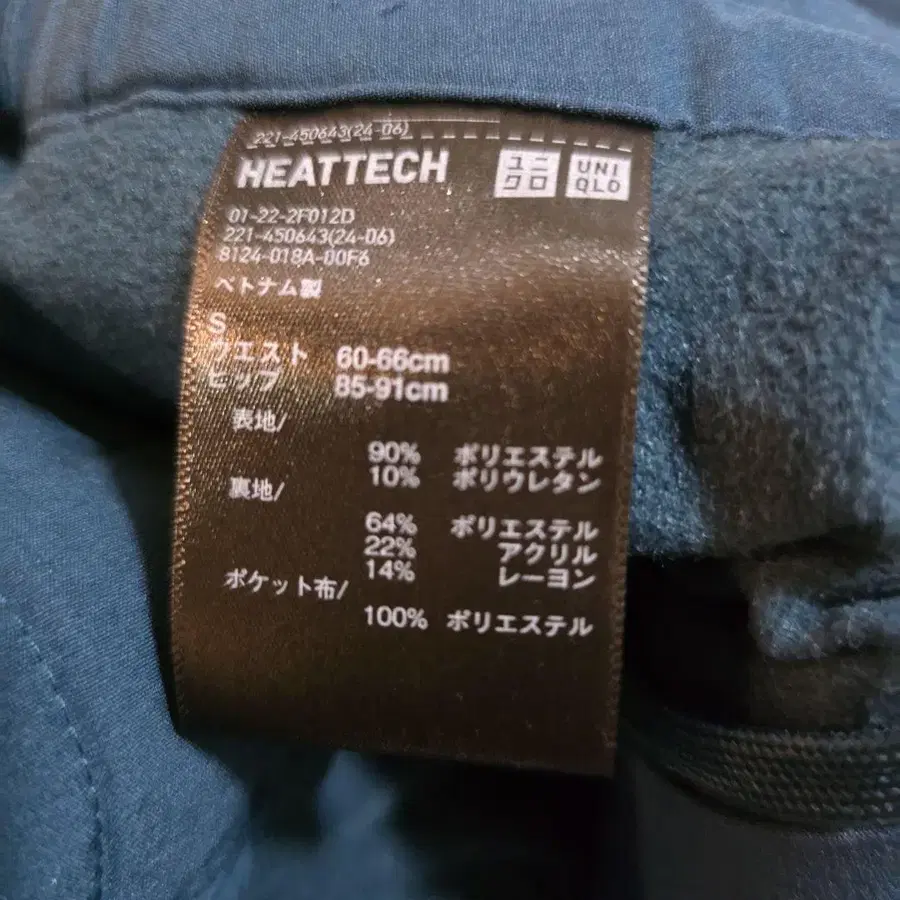 221-450643(24-06)
HEATTECH ユニクロ UNIQLO
01-22-2F012D
221-450643(24-06)
8124-018A-00F6
ベトナム製
S
ウエスト 60-66cm
ヒップ 85-91cm
表地/
90% ポリエステル
10% ポリウレタン
裏地/
64% ポリエステル
22% アクリル
14% レーヨン
ポケット布/
100% ポリエステル